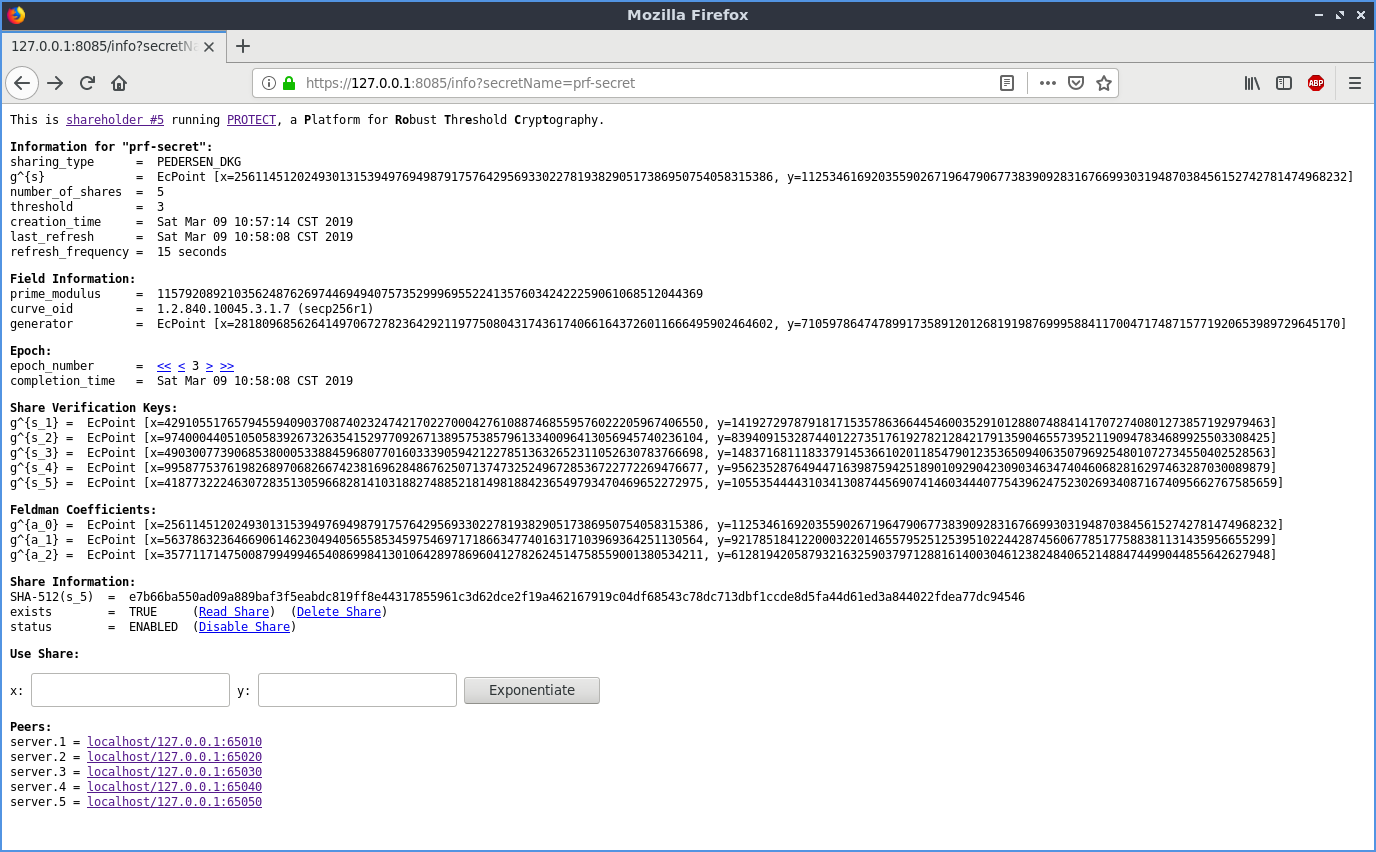 Mozilla Firefox
127.0.0.1:8085/info?secretNa
https://127.0.0.1:8085/info?secretName=prf-secret
ABP
This is shareholder #5 running PROTECT, a Platform for Robust Threshold Cryptography.
Information for "prf-secret":
sharing_type = PEDERSEN_DKG
g^{s} = EcPoint [x=25611451202493013153949769498791757642956933022781938290517386950754058315386, y=112534616920355902671964790677383909283167669930319487038456152742781474968232]
number_of_shares = 5
threshold = 3
creation_time = Sat Mar 09 10:57:14 CST 2019
last_refresh = Sat Mar 09 10:58:08 CST 2019
refresh_frequency = 15 seconds
Field Information:
prime_modulus = 115792089210356248762697446949407573529996955224135760342422259061068512044369
curve_oid = 1.2.840.10045.3.1.7 (secp256r1)
generator = EcPoint [x=28180968562641497067278236429211977508043174361740661643726011666495902464602, y=71059786474789917358912012681919876999588411700471748715771920653989729645170]
Epoch:
epoch_number = << < 3 > >>
completion_time = Sat Mar 09 10:58:08 CST 2019
Share Verification Keys:
g^{s_1} = EcPoint [x=42910551765794559409037087402324742170227000427610887468559576022205967406550, y=14192729787918171535786366445460035291012880748841417072740801273857192979463]
g^{s_2} = EcPoint [x=97400044051050583926732635415297709267138957538579613340096413056945740236104, y=83940915328744012273517619278212842179135904655739521190947834689925503308425]
g^{s_3} = EcPoint [x=49030077390685380005338845968077016033390594212278513632652311052630783766698, y=14837168111833791453661020118547901235365094063507969254801072734550402528563]
g^{s_4} = EcPoint [x=99588775376198268970682667423816962848676250713747325249672853672277226947​6677, y=95623528764944716398759425189010929042309034634740460682816297463287030089879]
g^{s_5} = EcPoint [x=41877322246307283513059668281410318827488521814981884236549793470469652272975, y=105535444431034130874456907414603444077543962475230269340871674095662767585659]
Feldman Coefficients:
g^{a_0} = EcPoint [x=25611451202493013153949769498791757642956933022781938290517386950754058315386, y=112534616920355902671964790677383909283167669930319487038456152742781474968232]
g^{a_1} = EcPoint [x=56378632364669061462304940565585345975469717186634774016317103969364251130564, y=92178518412200032201465579525125395102244287456067785177588381131435956655299]
g^{a_2} = EcPoint [x=35771171475008799499465408699841301064289786960412782624514758559001380534211, y=61281942058793216325903797128816140030461238248406521488474499044855642627948]
Share Information:
SHA-512(s_5) = e7b66ba550ad09a889baf3f5eabdc819ff8e44317855961c3d62dce2f19a462167919c04df68543c78dc713dbf1ccde8d5fa44d61ed3a844022fdea77dc94546
exists = TRUE (Read Share) (Delete Share)
status = ENABLED (Disable Share)
Use Share:
x: y: Exponentiate
Peers:
server.1 = localhost/127.0.0.1:65010
server.2 = localhost/127.0.0.1:65020
server.3 = localhost/127.0.0.1:65030
server.4 = localhost/127.0.0.1:65040
server.5 = localhost/127.0.0.1:65050